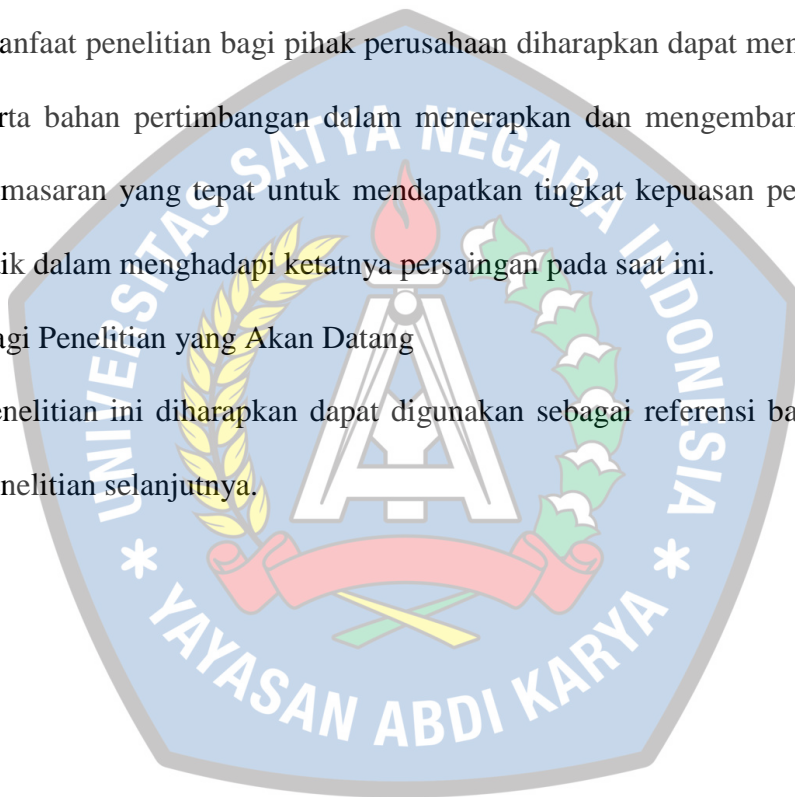 anfaat penelitian bagi pihak perusahaan diharapkan dapat men
rta bahan pertimbangan dalam menerapkan dan mengemban
masaran yang tepat untuk mendapatkan tingkat kepuasan pe
ik dalam menghadapi ketatnya persaingan pada saat ini.
agi Penelitian yang Akan Datang
enelitian ini diharapkan dapat digunakan sebagai referensi ba
nelitian selanjutnya.
UNIVERSITAS SATYA NEGARA INDONESIA
* YAYASAN ABDI KARYA *